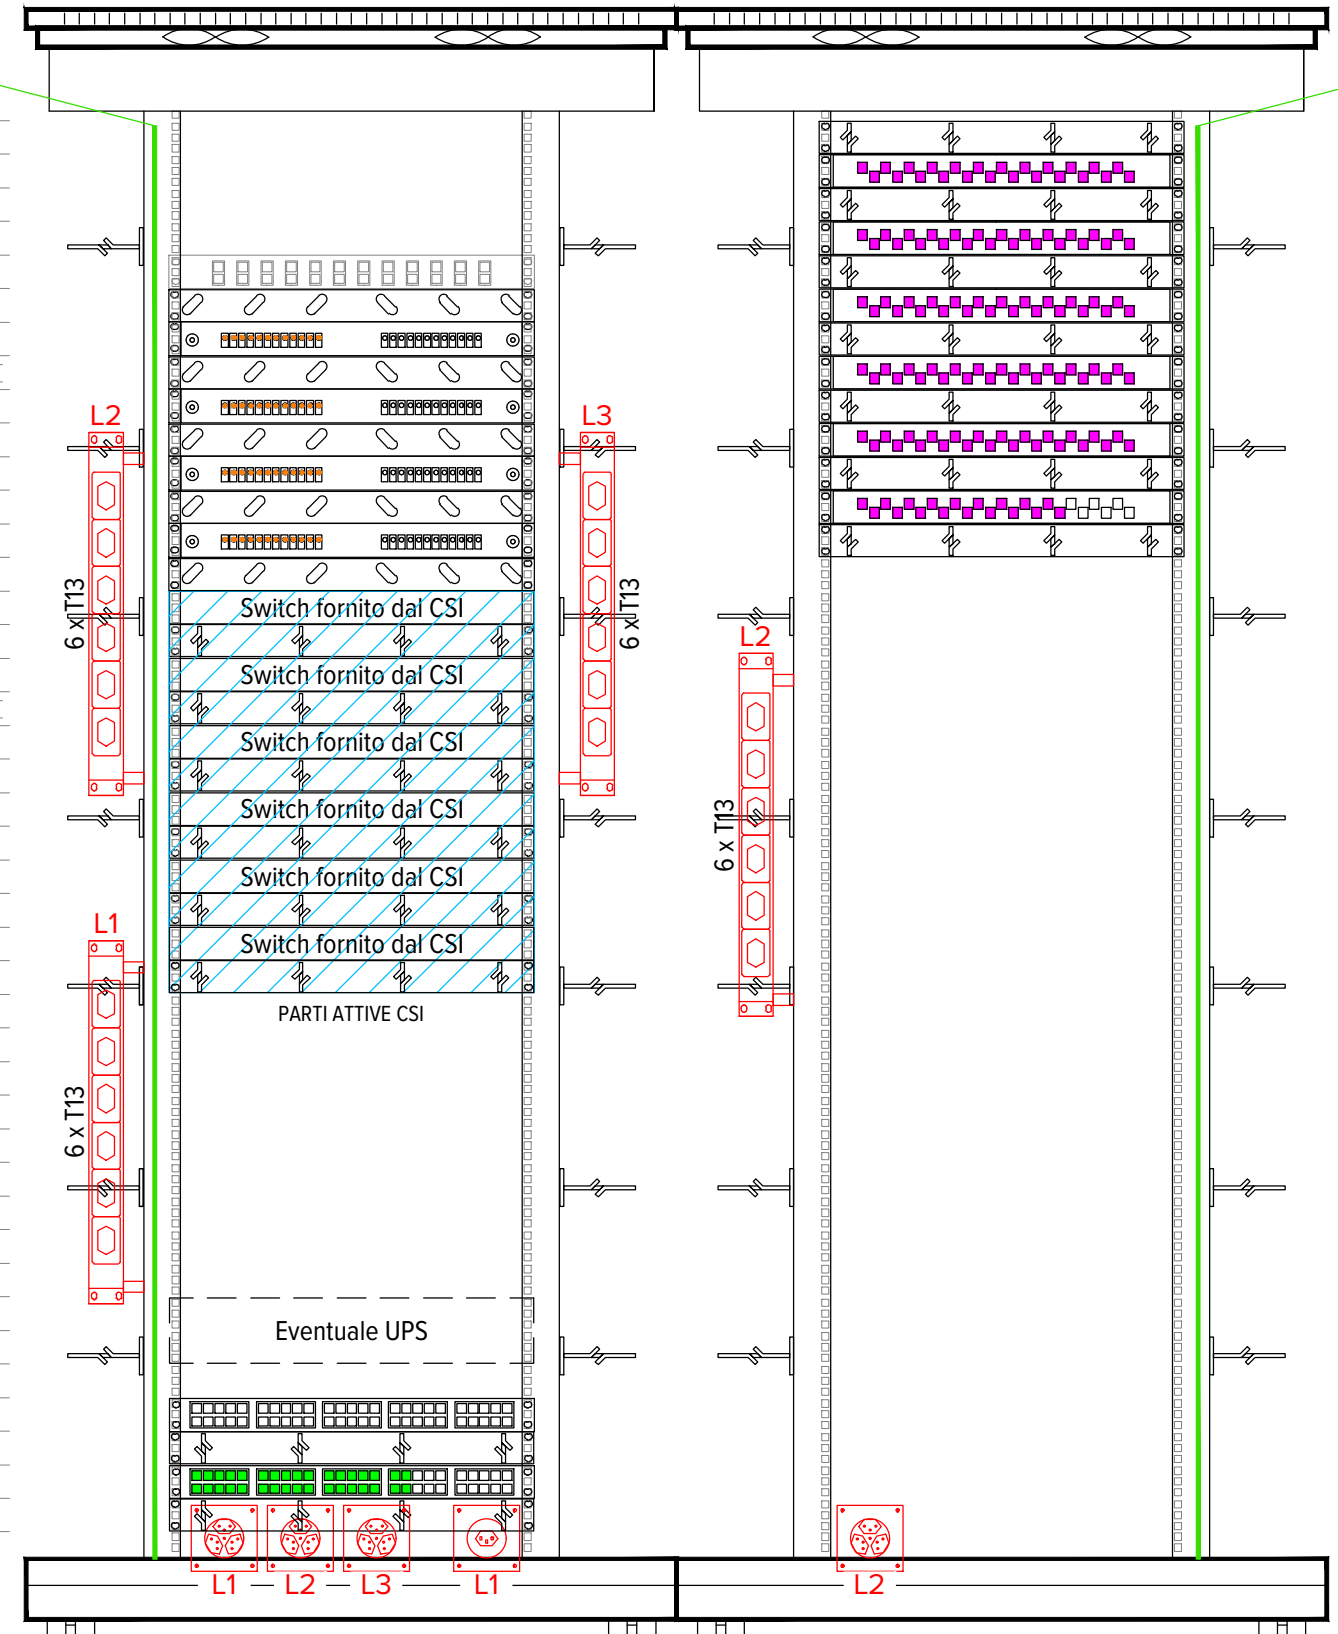 L2
L3
6 x T13
6 x T13
Switch fornito dal CSI
Switch fornito dal CSI
L2
Switch fornito dal CSI
Switch fornito dal CSI
6 x T13
Switch fornito dal CSI
L1
Switch fornito dal CSI
PARTI ATTIVE CSI
6 x T13
Eventuale UPS
L1
L2
L3
L1
L2